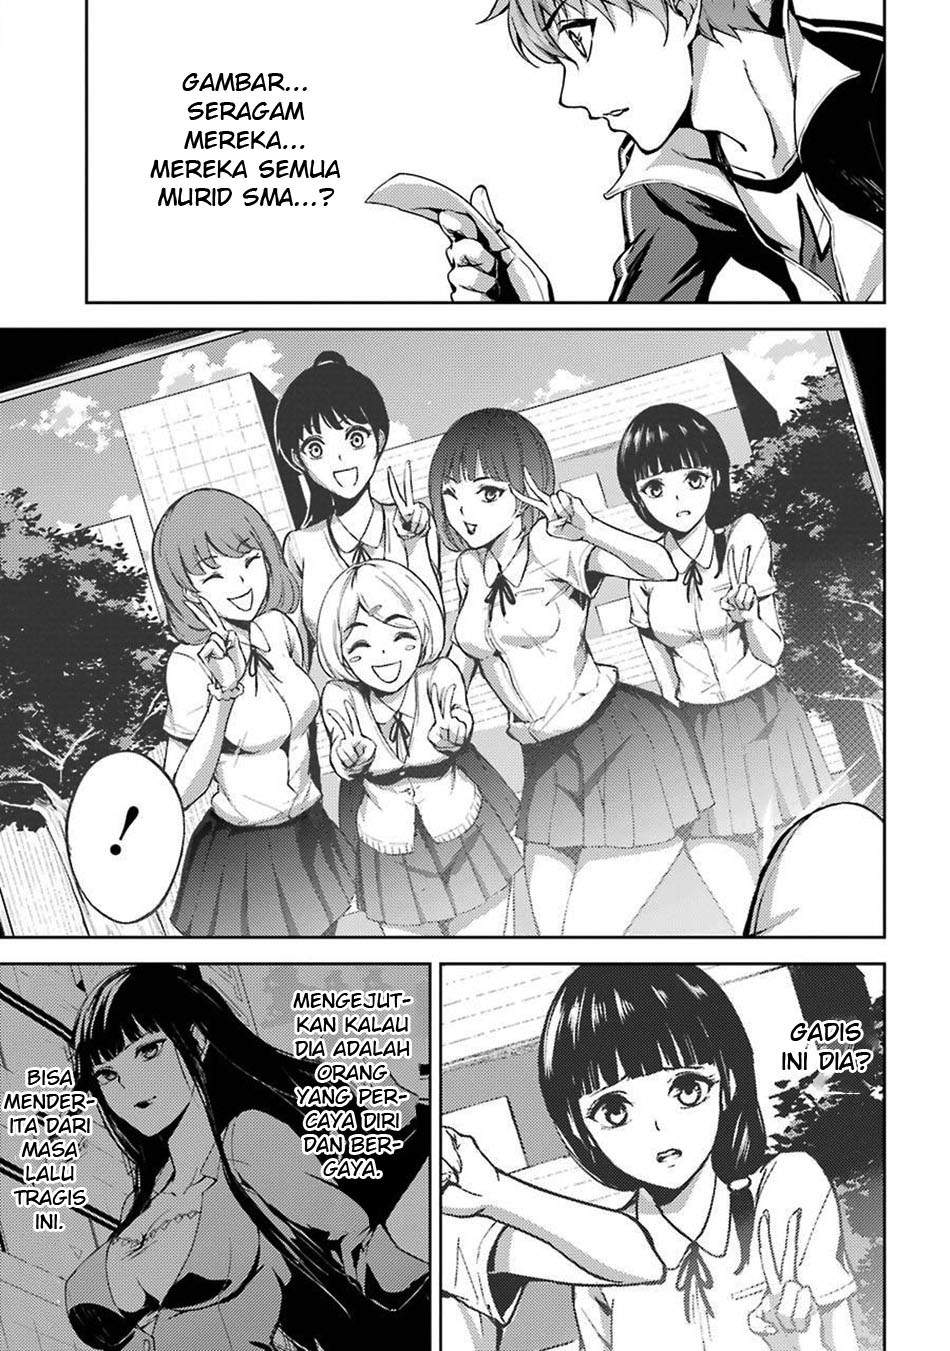 GAMBAR...
SERAGAM
MEREKA...
MEREKA SEMUA
MURID SMA...?
!
GADIS
INI DIA?
MENGEJUT-
KAN KALAU
DIA ADALAH
ORANG
YANG PER-
CAYA DIRI
DAN BER-
GAYA.
BISA
MENDER-
ITA DARI
MASA
LALU
TRAGIS
INI.